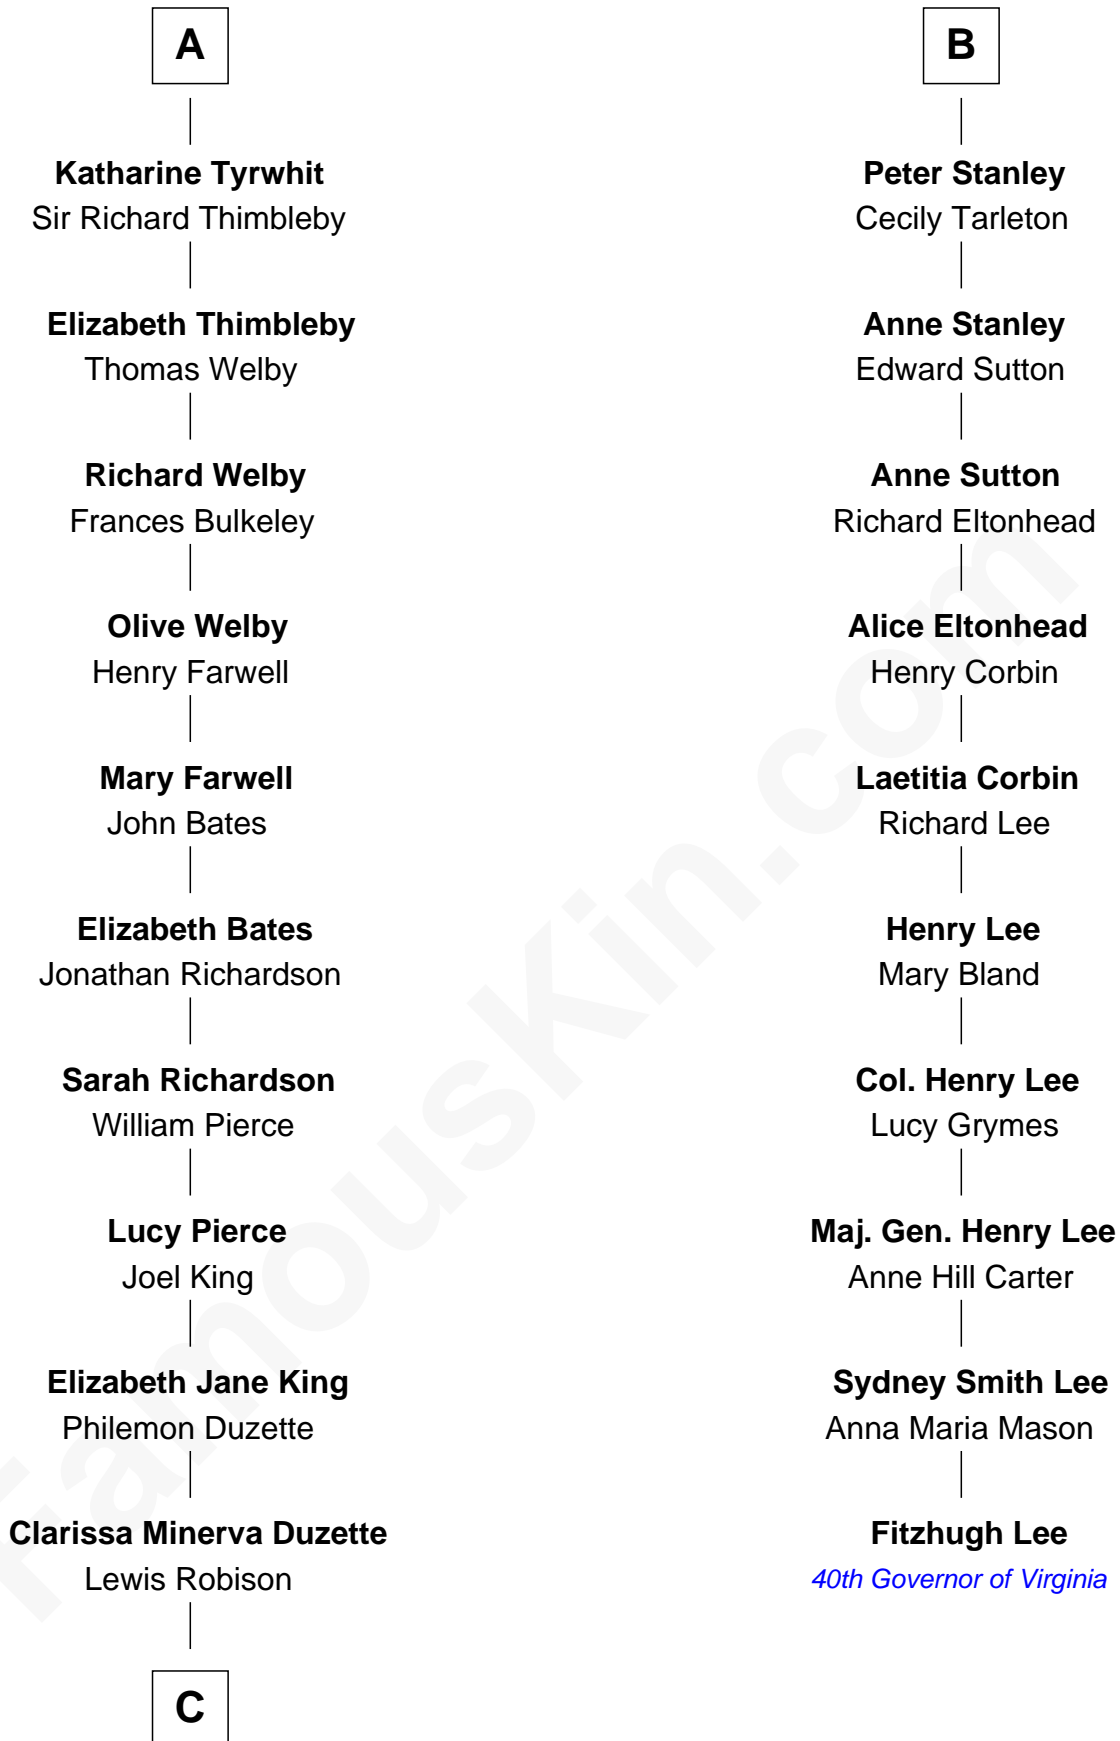 A
Katharine Tyrwhit
Sir Richard Thimbleby
Elizabeth Thimbleby
Thomas Welby
Richard Welby
Frances Bulkeley
Olive Welby
Henry Farwell
Mary Farwell
John Bates
Elizabeth Bates
Jonathan Richardson
Sarah Richardson
William Pierce
Lucy Pierce
Joel King
Elizabeth Jane King
Philemon Duzette
Clarissa Minerva Duzette
Lewis Robison
C
B
Peter Stanley
Cecily Tarleton
Anne Stanley
Edward Sutton
Anne Sutton
Richard Eltonhead
Alice Eltonhead
Henry Corbin
Laetitia Corbin
Richard Lee
Henry Lee
Mary Bland
Col. Henry Lee
Lucy Grymes
Maj. Gen. Henry Lee
Anne Hill Carter
Sydney Smith Lee
Anna Maria Mason
Fitzhugh Lee
40th Governor of Virginia
FamousKin.com